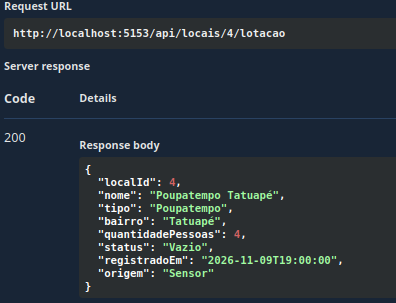 Request URL
http://localhost:5153/api/locais/4/lotacao
Server response
Code Details
200
Response body
{
  "localId": 4,
  "nome": "Poupatempo Tatuapé",
  "tipo": "Poupatempo",
  "bairro": "Tatuapé",
  "quantidadePessoas": 4,
  "status": "Vazio",
  "registradoEm": "2026-11-09T19:00:00",
  "origem": "Sensor"
}